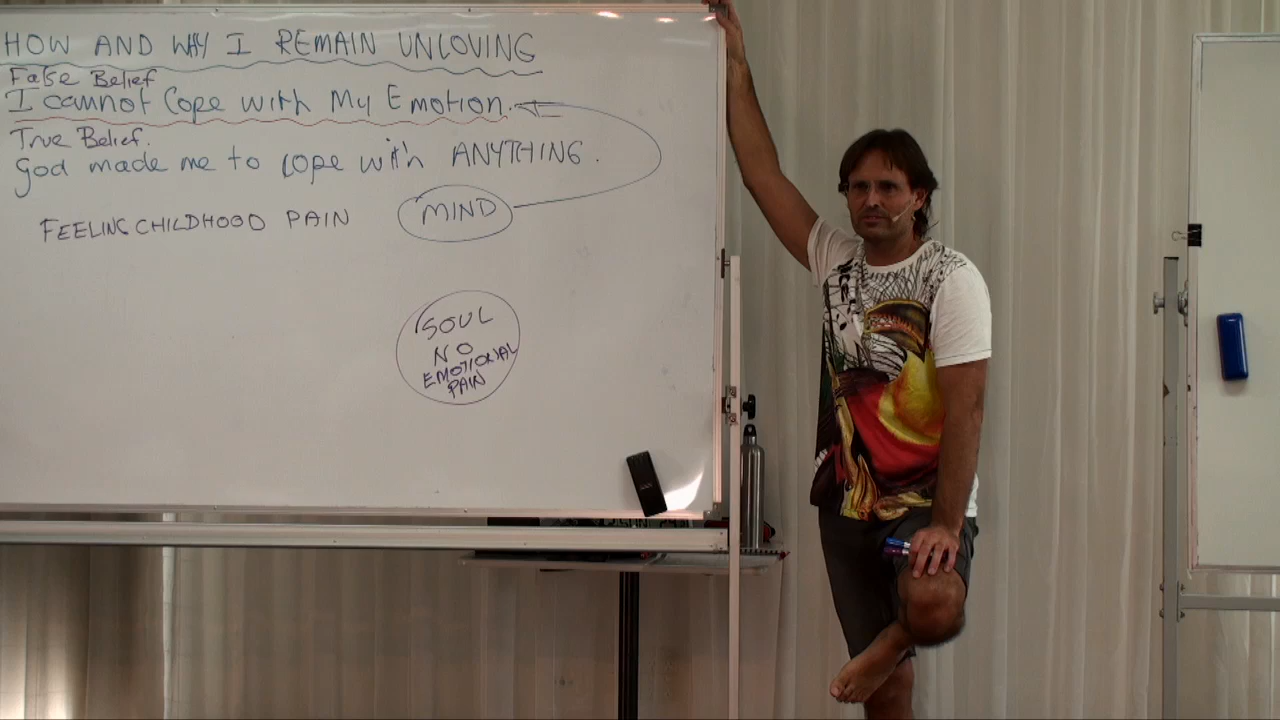 HOW AND WHY I REMAIN UNLOVING
False Belief
I cannot Cope with My Emotion.
True Belief.
God made me to cope with ANYTHING.
FEELING CHILDHOOD PAIN
MIND
SOUL
NO
EMOTIONAL
PAIN